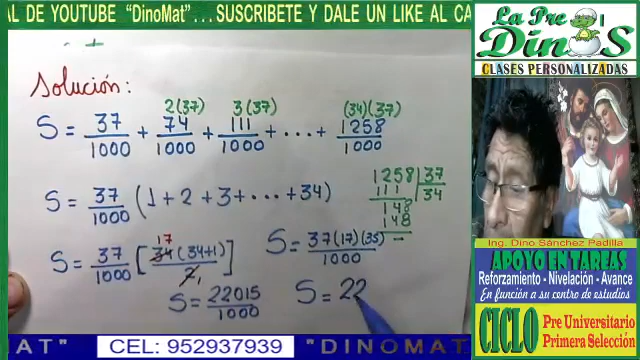 AL DE YOUTUBE "DinoMat"... SUSCRIBETE Y DALE UN LIKE AL CA
La Pre
Dinos
CLASES PERSONALIZADAS
Solución:
2(37) 3(37) (34)(37)
S = 37/1000 + 74/1000 + 111/1000 + ... + 1258/1000
S = 37/1000 (1 + 2 + 3 + ... + 34)
1258 37
111 34
148
148
S = 37/1000 [34(34+1)/2] 17 1
S = 37(17)(35)/1000
S = 22015/1000
S = 22
Ing. Dino Sánchez Padilla
APOYO EN TAREAS
Reforzamiento - Nivelación - Avance
En función a su centro de estudios
CICLO Pre Universitario
Primera Selección
AT" CEL: 952937939 "DINOMAT"